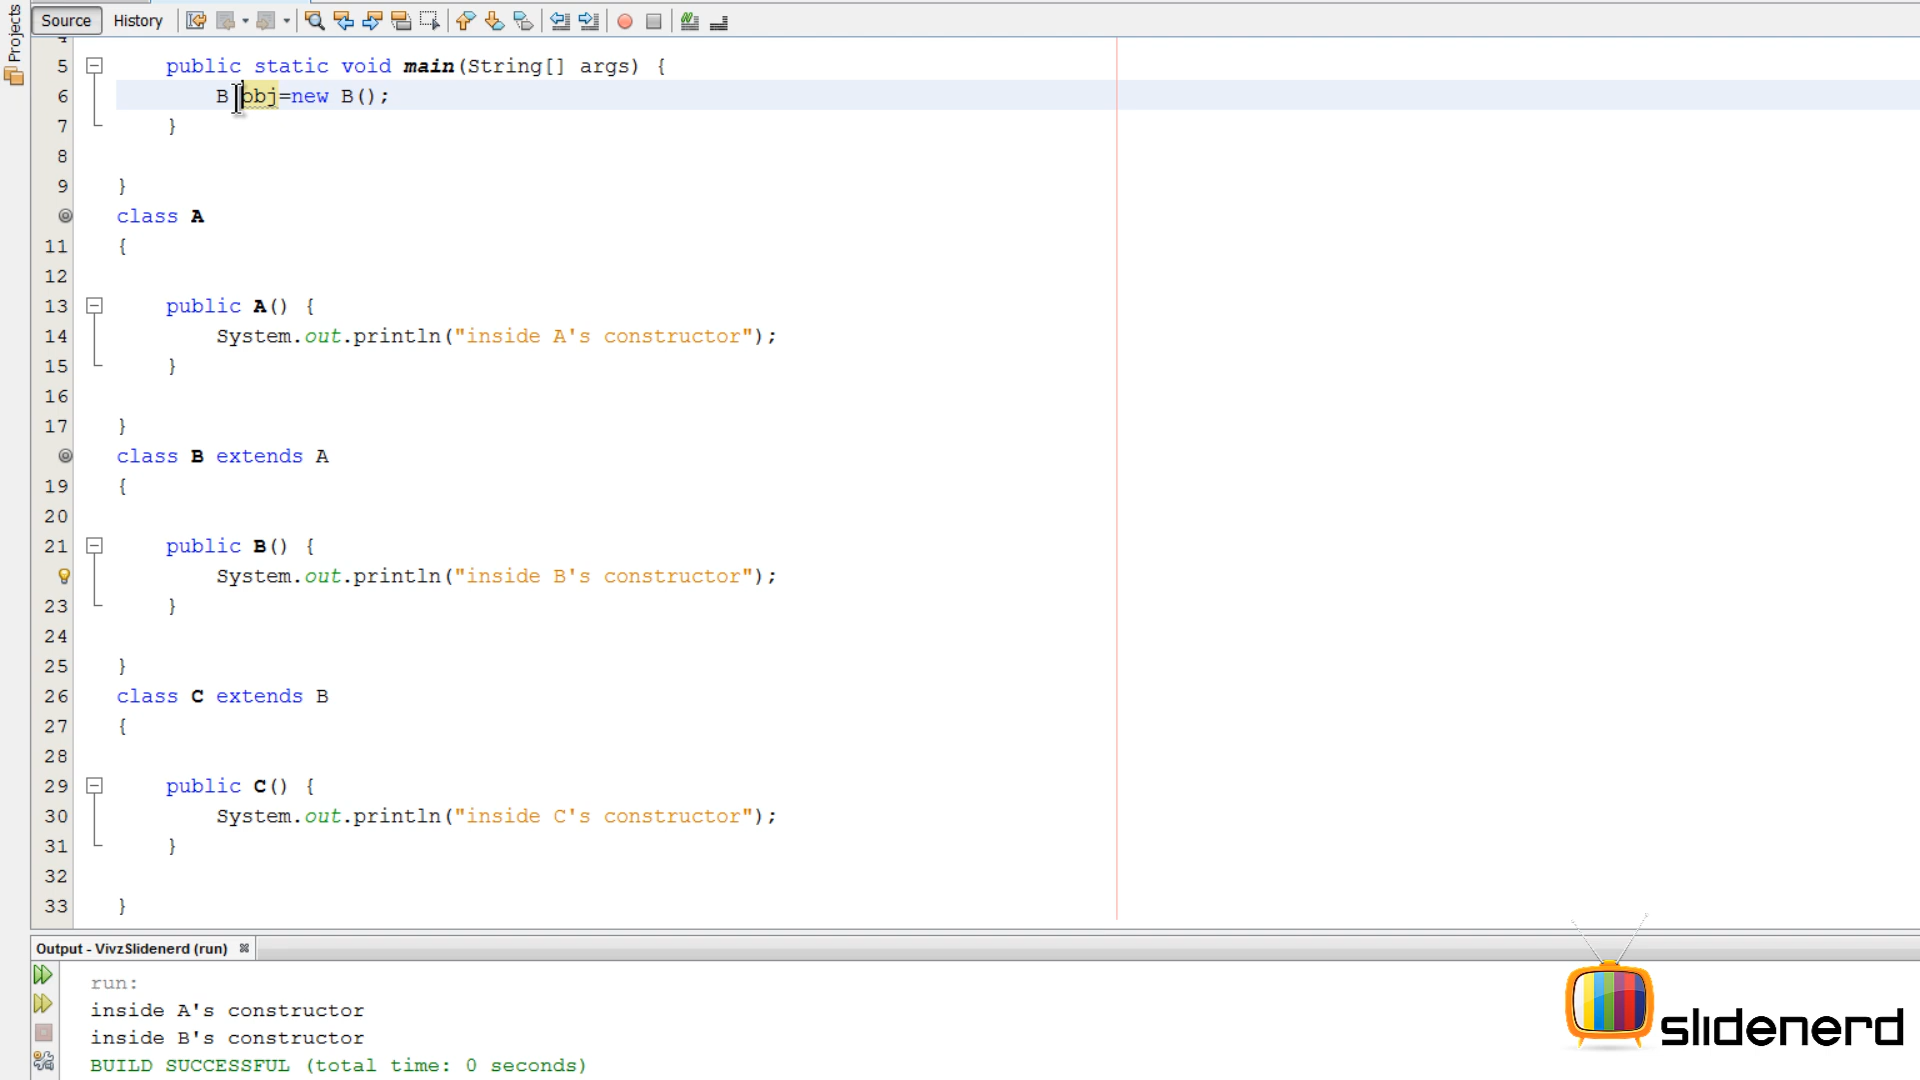 Projects
Source History
5 public static void main(String[] args) {
6 B obj=new B();
7 }
8
9 }
class A
11 {
12
13 public A() {
14 System.out.println("inside A's constructor");
15 }
16
17 }
class B extends A
19 {
20
21 public B() {
System.out.println("inside B's constructor");
23 }
24
25 }
26 class C extends B
27 {
28
29 public C() {
30 System.out.println("inside C's constructor");
31 }
32
33 }
Output - VivzSlidenerd (run)
run:
inside A's constructor
inside B's constructor
BUILD SUCCESSFUL (total time: 0 seconds)
slidenerd